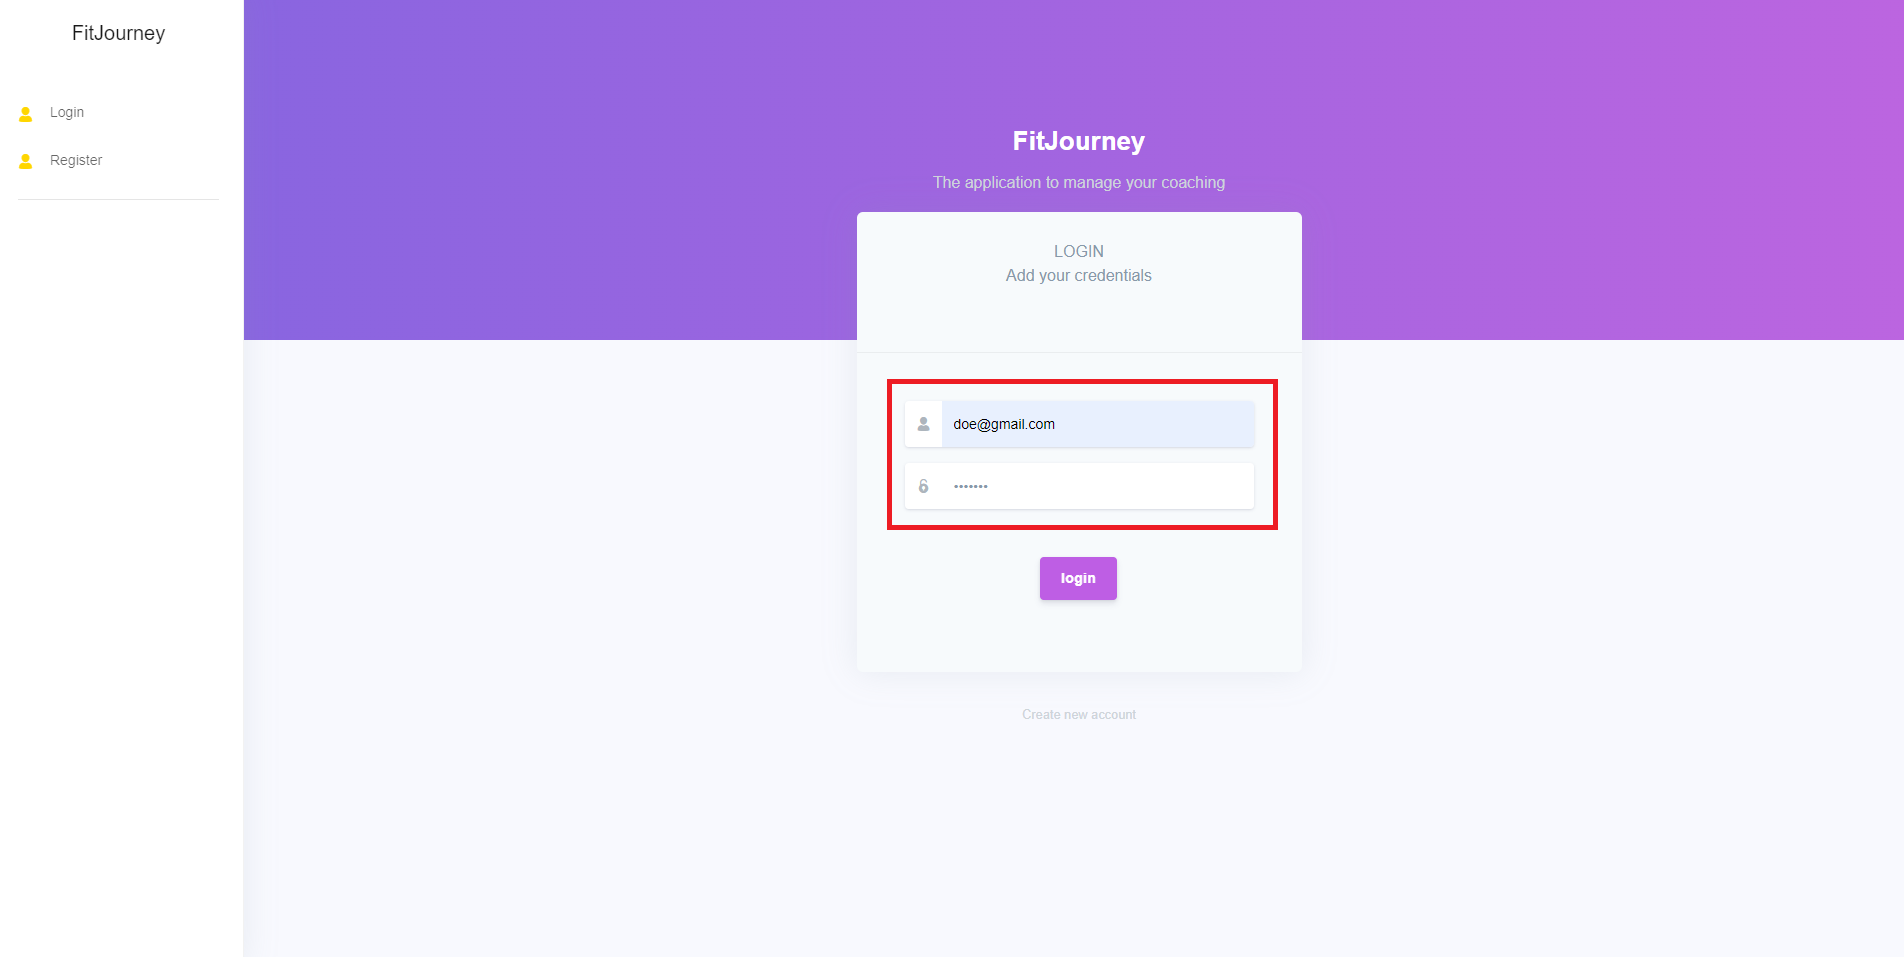 FitJourney
Login
Register
FitJourney
The application to manage your coaching
LOGIN
Add your credentials
doe@gmail.com
•••••••
login
Create new account